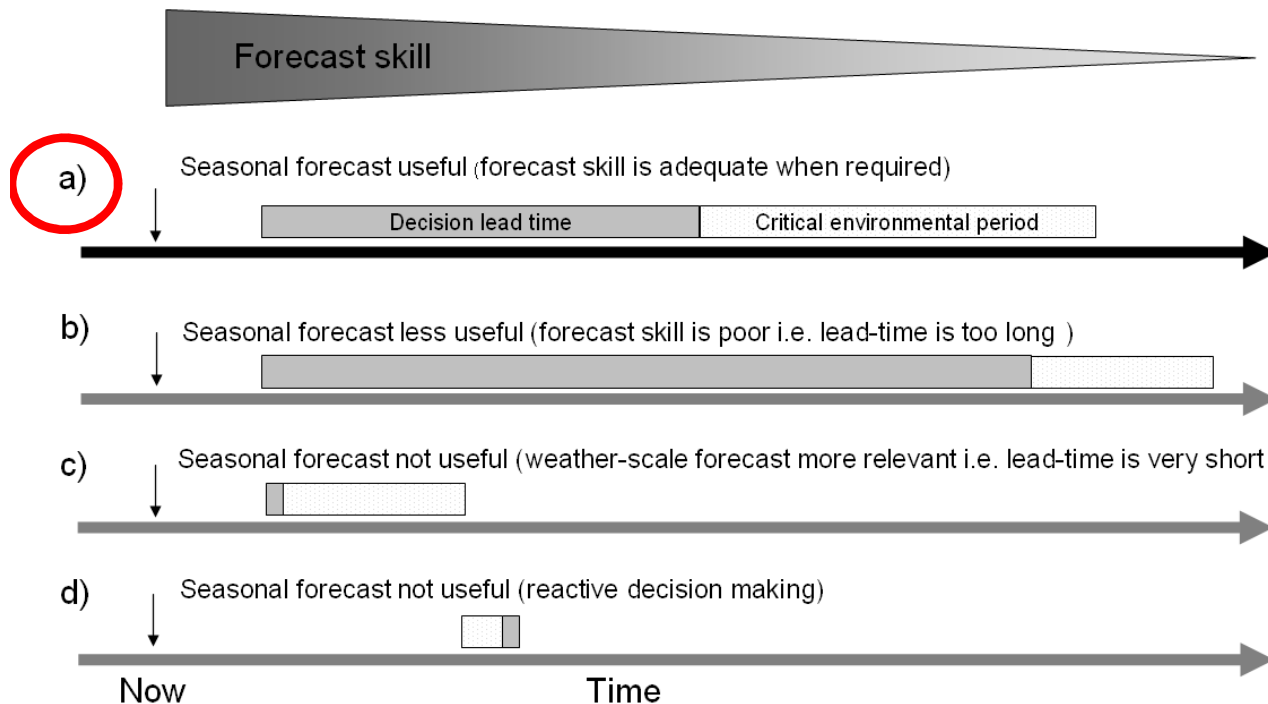 Forecast skill
a)
Seasonal forecast useful (forecast skill is adequate when required)
Decision lead time
Critical environmental period
b)
Seasonal forecast less useful (forecast skill is poor i.e. lead-time is too long )
c)
Seasonal forecast not useful (weather-scale forecast more relevant i.e. lead-time is very short
d)
Seasonal forecast not useful (reactive decision making)
Now
Time